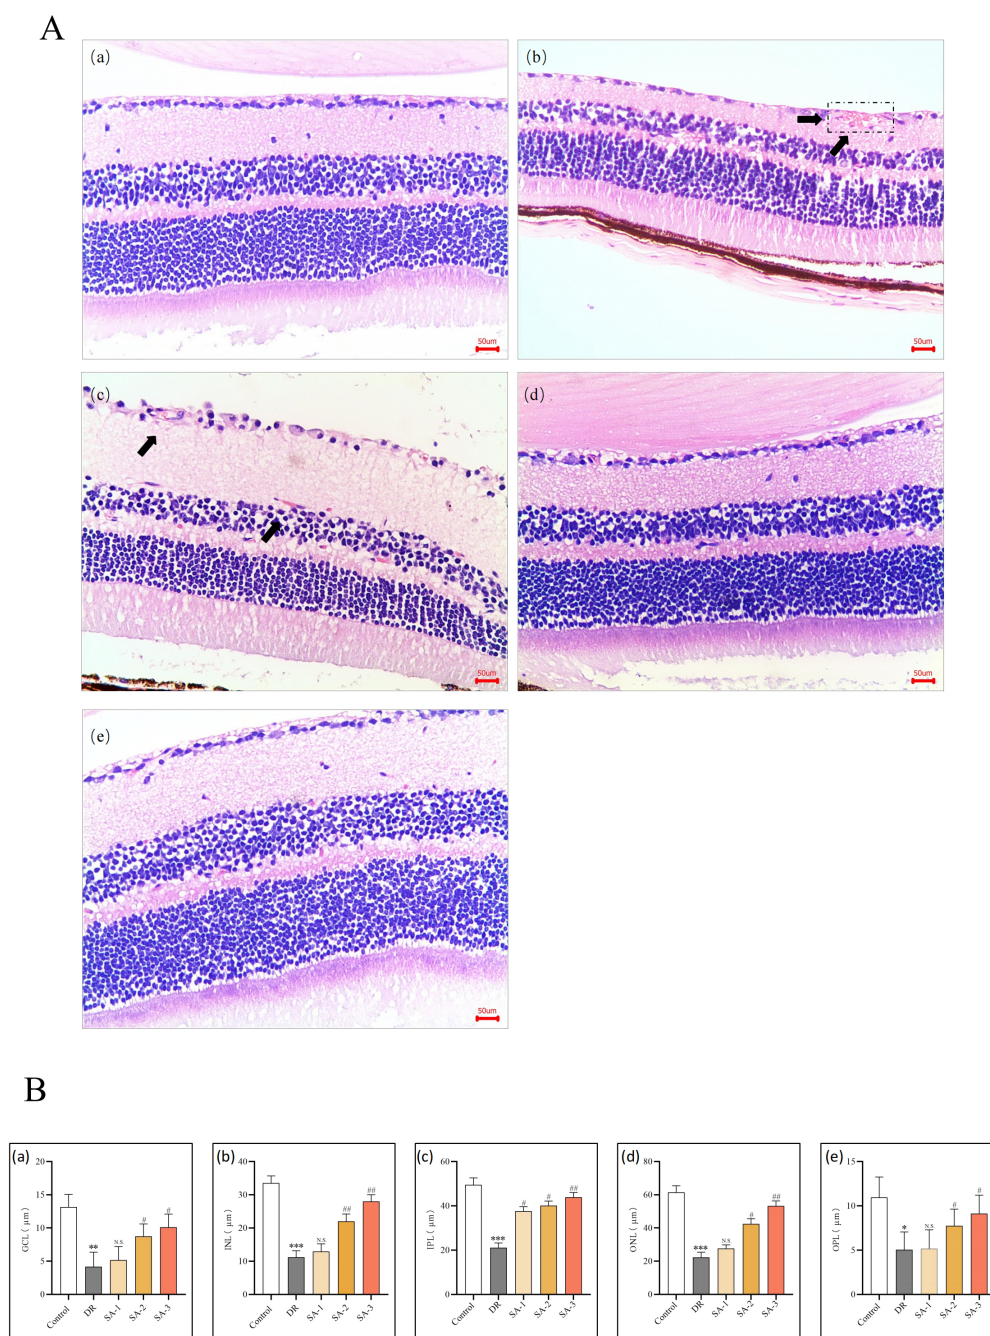 A
(a)
50um
(b)
50um
(c)
50um
(d)
50um
(e)
50um
B
(a)
GCL ( μm)
20
15
10
5
0
**
N.S.
#
#
Control
DR
SA-1
SA-2
SA-3
(b)
INL ( μm)
40
30
20
10
0
***
N.S.
##
##
Control
DR
SA-1
SA-2
SA-3
(c)
IPL ( μm)
60
40
20
0
***
#
#
##
Control
DR
SA-1
SA-2
SA-3
(d)
ONL ( μm)
80
60
40
20
0
***
N.S.
#
##
Control
DR
SA-1
SA-2
SA-3
(e)
OPL ( μm)
15
10
5
0
*
N.S.
#
#
Control
DR
SA-1
SA-2
SA-3